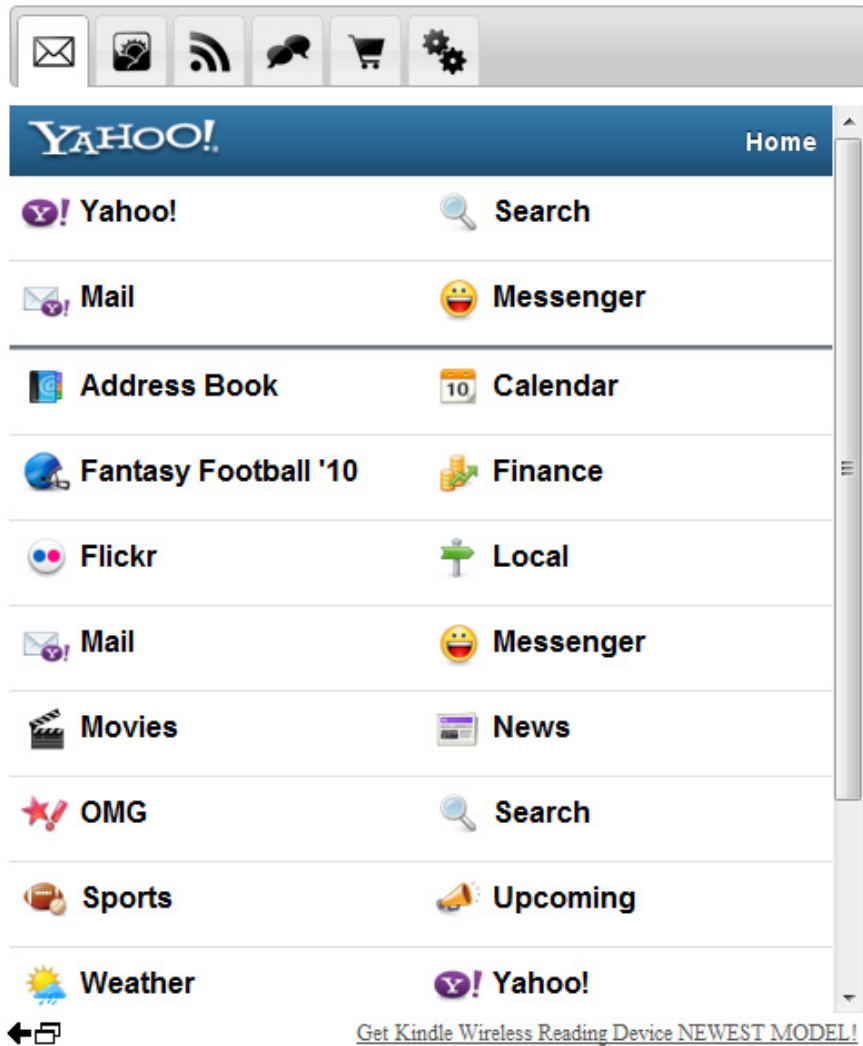 YAHOO! Home
Yahoo! Search
Mail Messenger
Address Book 10 Calendar
Fantasy Football '10 Finance
Flickr Local
Mail Messenger
Movies News
OMG Search
Sports Upcoming
Weather Yahoo!
Get Kindle Wireless Reading Device NEWEST MODEL!